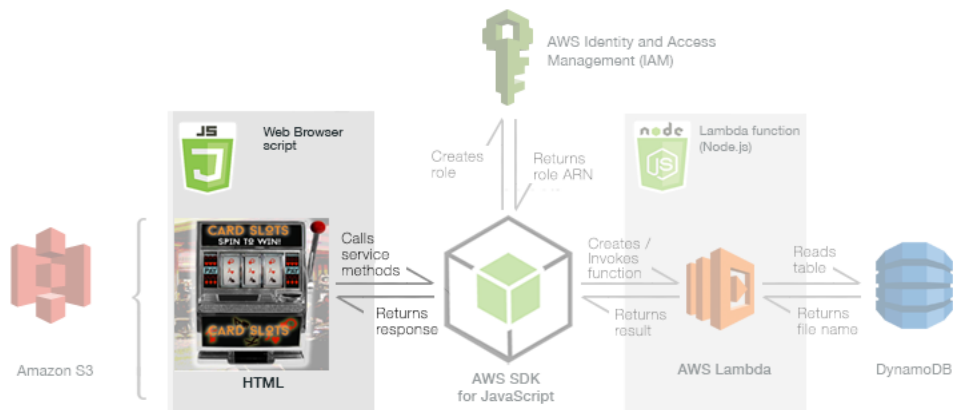 AWS Identity and Access
Management (IAM)
JS
Web Browser
script
node
Lambda function
(Node.js)
JS
Creates
role
Returns
role ARN
CARD SLOTS
SPIN TO WIN!
Calls
service
methods
Creates /
Invokes
function
Reads
table
PAY
PAY
Returns
response
Returns
result
Returns
file name
CARD SLOTS
Amazon S3
HTML
AWS SDK
for JavaScript
AWS Lambda
DynamoDB